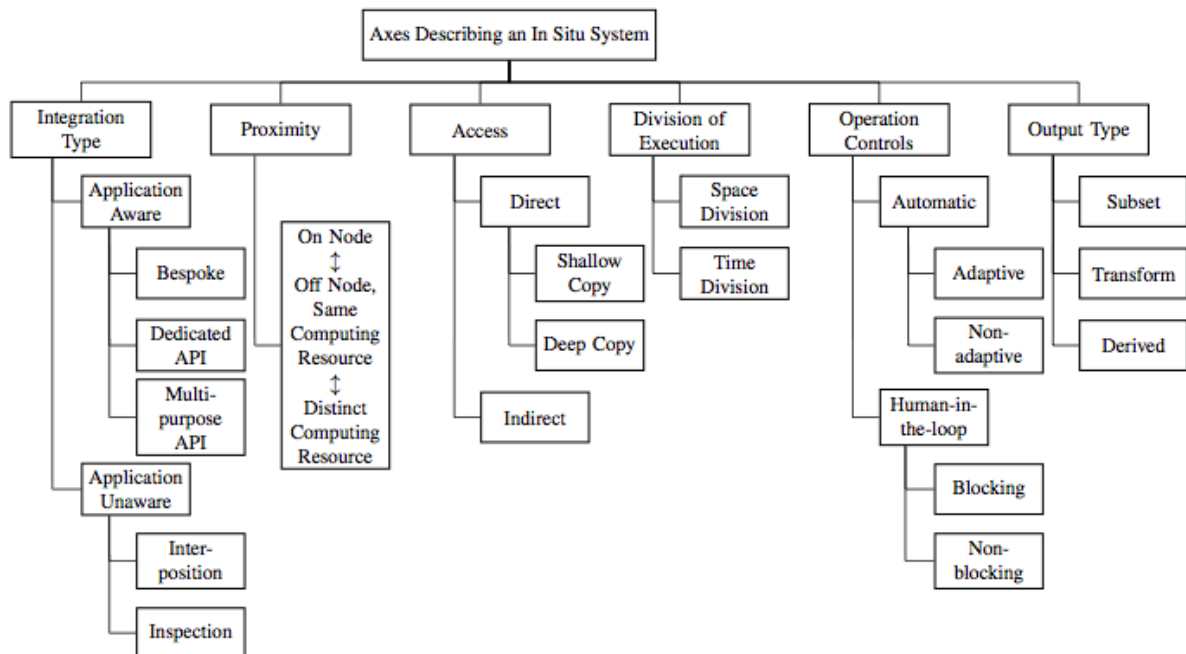 Axes Describing an In Situ System
Integration
Type
Proximity
Access
Division of
Execution
Operation
Controls
Output Type
Application
Aware
Bespoke
Dedicated
API
Multi-
purpose
API
Application
Unaware
Inter-
position
Inspection
On Node
↕
Off Node,
Same
Computing
Resource
↕
Distinct
Computing
Resource
Direct
Shallow
Copy
Deep Copy
Indirect
Space
Division
Time
Division
Automatic
Adaptive
Non-
adaptive
Human-in-
the-loop
Blocking
Non-
blocking
Subset
Transform
Derived